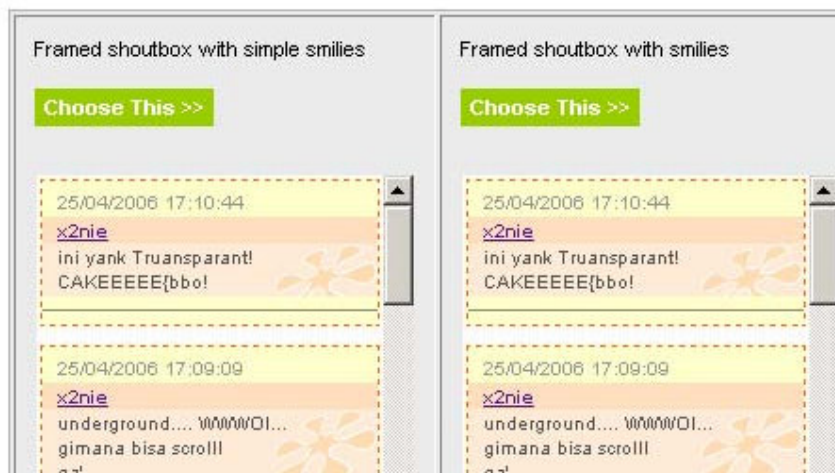 Framed shoutbox with simple smilies
Choose This >>
25/04/2006 17:10:44
x2nie
ini yank Truansparant!
CAKEEEEE{bbo!
25/04/2006 17:09:09
x2nie
underground.... WWWOI...
gimana bisa scrolll
Framed shoutbox with smilies
Choose This >>
25/04/2006 17:10:44
x2nie
ini yank Truansparant!
CAKEEEEE{bbo!
25/04/2006 17:09:09
x2nie
underground.... WWWOI...
gimana bisa scrolll